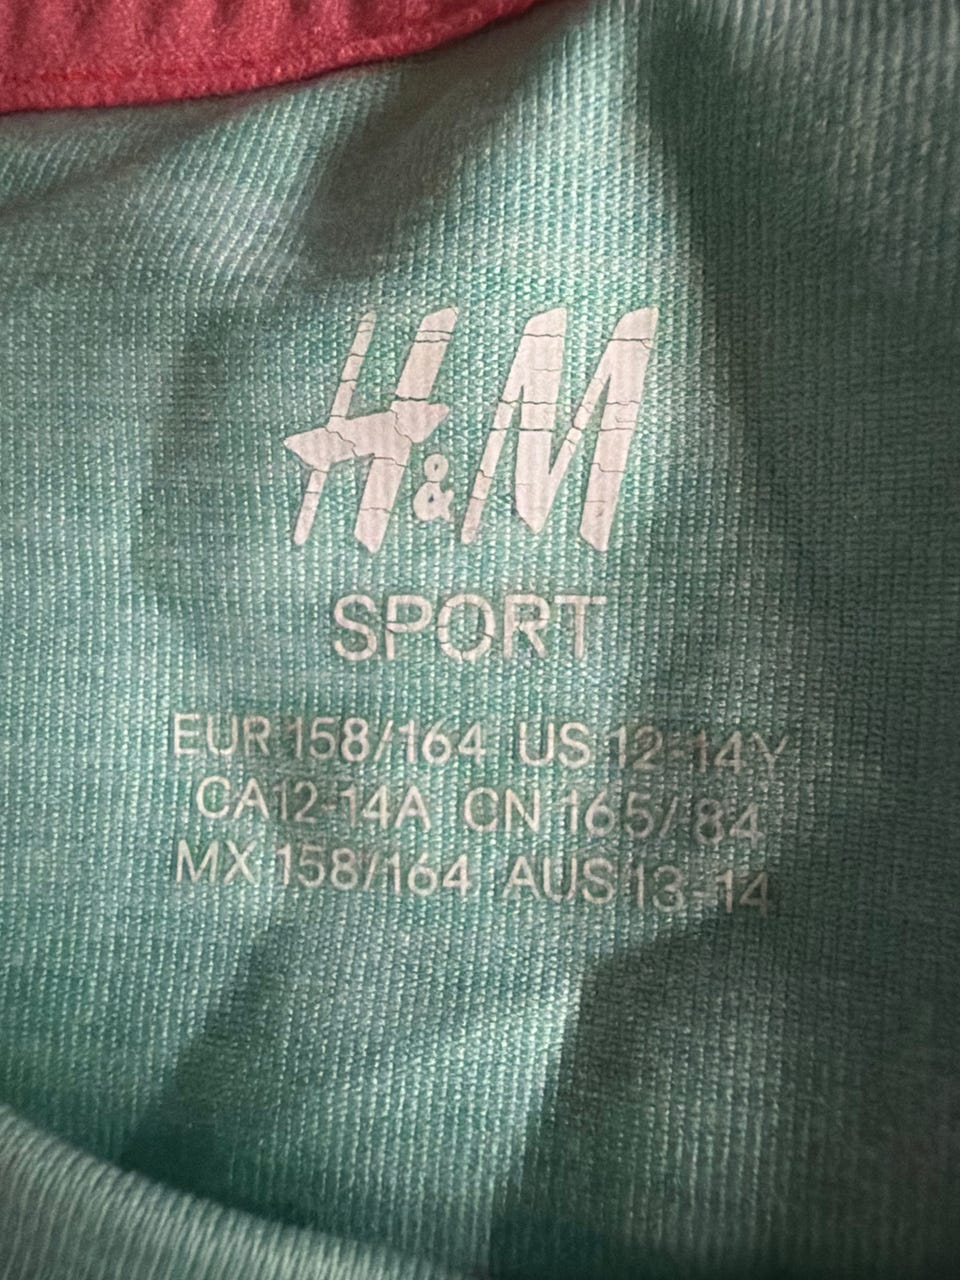 H&M
SPORT
EUR 158/164 US 12-14Y
CA12-14A CN 165/84
MX 158/164 AUS 13-14